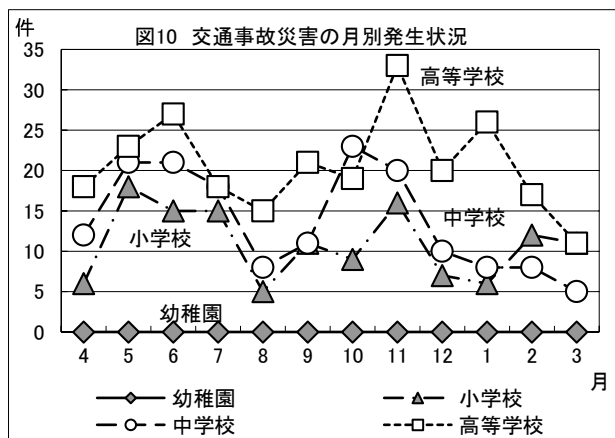 図10 交通事故災害の月別発生状況
件
35
30
25
20
15
10
5
0
高等学校
中学校
小学校
幼稚園
4 5 6 7 8 9 10 11 12 1 2 3
月
幼稚園 小学校
中学校 高等学校